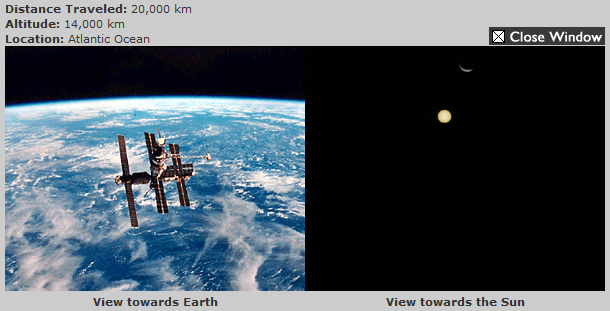 Distance Traveled: 20,000 km
Altitude: 14,000 km
Location: Atlantic Ocean
Close Window
View towards Earth
View towards the Sun